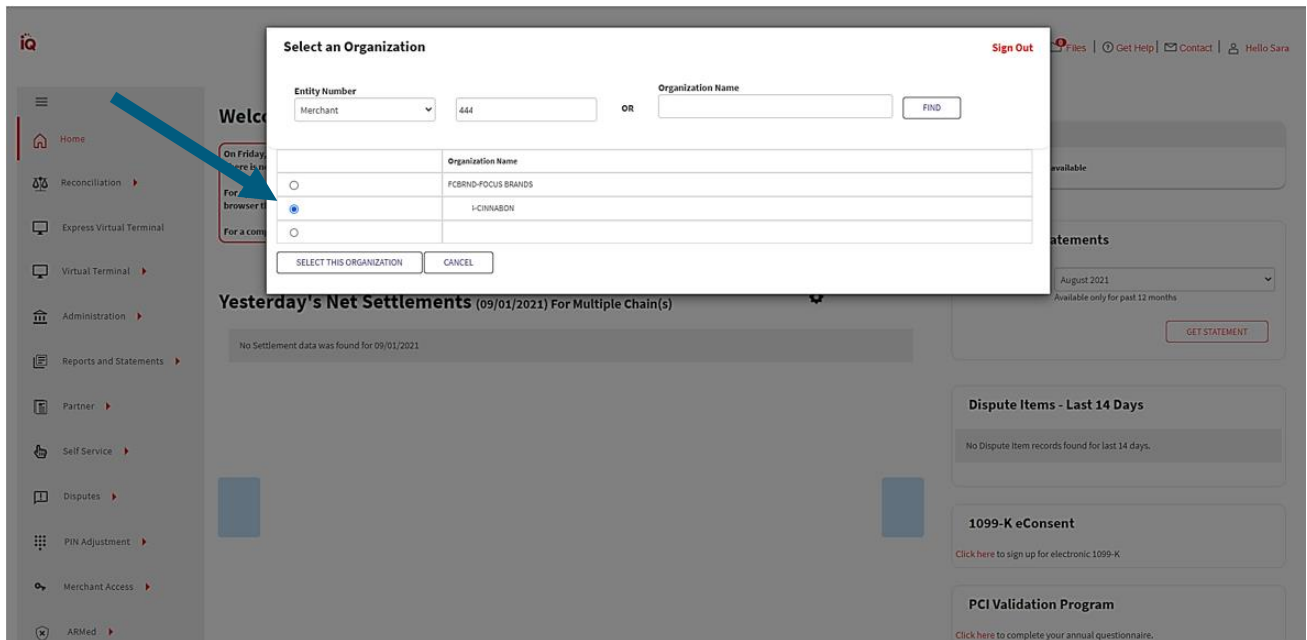 iQ
Select an Organization
Sign Out
0
Files | Get Help | Contact | Hello Sara
Entity Number
Organization Name
Merchant
444
OR
FIND
Organization Name
FCBRND-FOCUS BRANDS
I-CINNABON
SELECT THIS ORGANIZATION
CANCEL
Home
Reconciliation
Express Virtual Terminal
Virtual Terminal
Administration
Reports and Statements
Partner
Self Service
Disputes
PIN Adjustment
Merchant Access
ARMed
On Friday,
For
browser
For a com
Yesterday's Net Settlements (09/01/2021) For Multiple Chain(s)
No Settlement data was found for 09/01/2021
available
August 2021
Available only for past 12 months
GET STATEMENT
Dispute Items - Last 14 Days
No Dispute Item records found for last 14 days.
1099-K eConsent
Click here to sign up for electronic 1099-K
PCI Validation Program
Click here to complete your annual questionnaire.